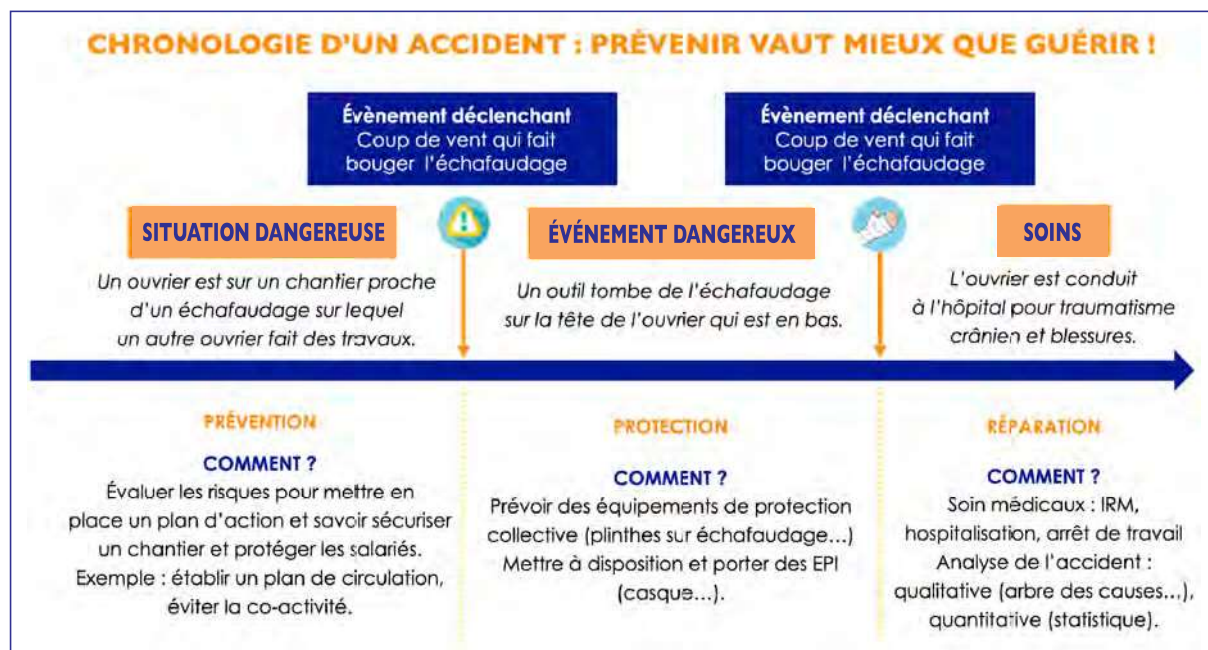 CHRONOLOGIE D'UN ACCIDENT : PRÉVENIR VAUT MIEUX QUE GUÉRIR !
Évènement déclenchant
Coup de vent qui fait
bouger l'échafaudage
Évènement déclenchant
Coup de vent qui fait
bouger l'échafaudage
SITUATION DANGEREUSE
Un ouvrier est sur un chantier proche
d'un échafaudage sur lequel
un autre ouvrier fait des travaux.
ÉVÉNEMENT DANGEREUX
Un outil tombe de l'échafaudage
sur la tête de l'ouvrier qui est en bas.
SOINS
L'ouvrier est conduit
à l'hôpital pour traumatisme
crânien et blessures.
PRÉVENTION
COMMENT ?
Évaluer les risques pour mettre en
place un plan d'action et savoir sécuriser
un chantier et protéger les salariés.
Exemple : établir un plan de circulation,
éviter la co-activité.
PROTECTION
COMMENT ?
Prévoir des équipements de protection
collective (plinthes sur échafaudage...)
Mettre à disposition et porter des EPI
(casque...).
RÉPARATION
COMMENT ?
Soin médicaux : IRM,
hospitalisation, arrêt de travail
Analyse de l'accident :
qualitative (arbre des causes...),
quantitative (statistique).